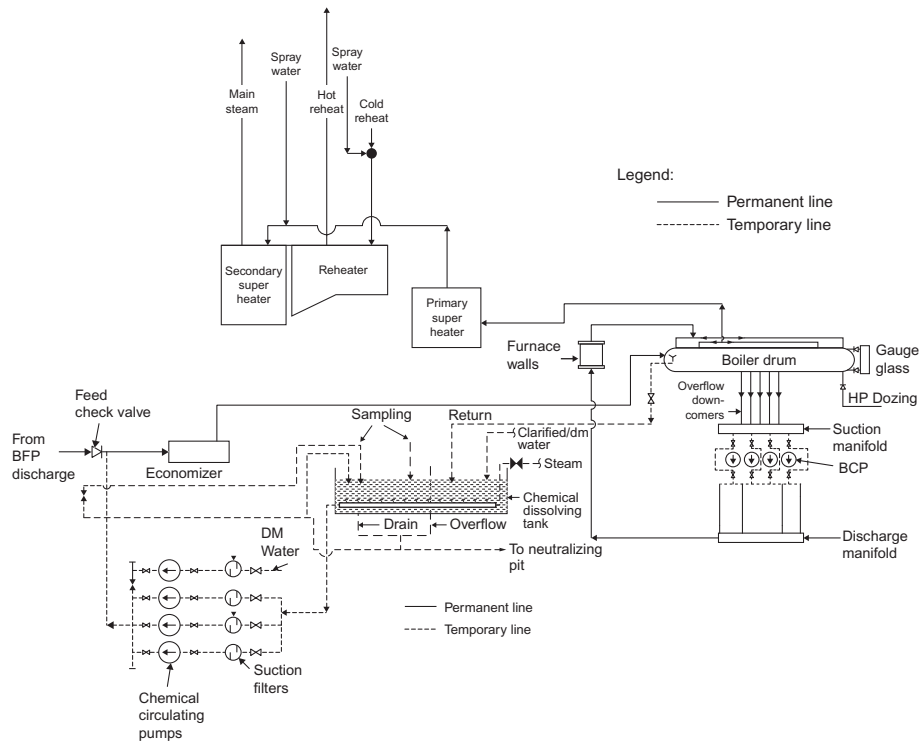 Spray
water
Spray
water
Main
steam
Hot
reheat
Cold
reheat
Legend:
Permanent line
Temporary line
Secondary
super
heater
Reheater
Primary
super
heater
Furnace
walls
Boiler drum
Gauge
glass
HP Dozing
Overflow
down-
comers
Suction
manifold
BCP
Discharge
manifold
Feed
check valve
From
BFP
discharge
Economizer
Sampling
Return
Clarified/dm
water
Steam
Chemical
dissolving
tank
Drain
Overflow
To neutralizing
pit
DM
Water
Permanent line
Temporary line
Suction
filters
Chemical
circulating
pumps